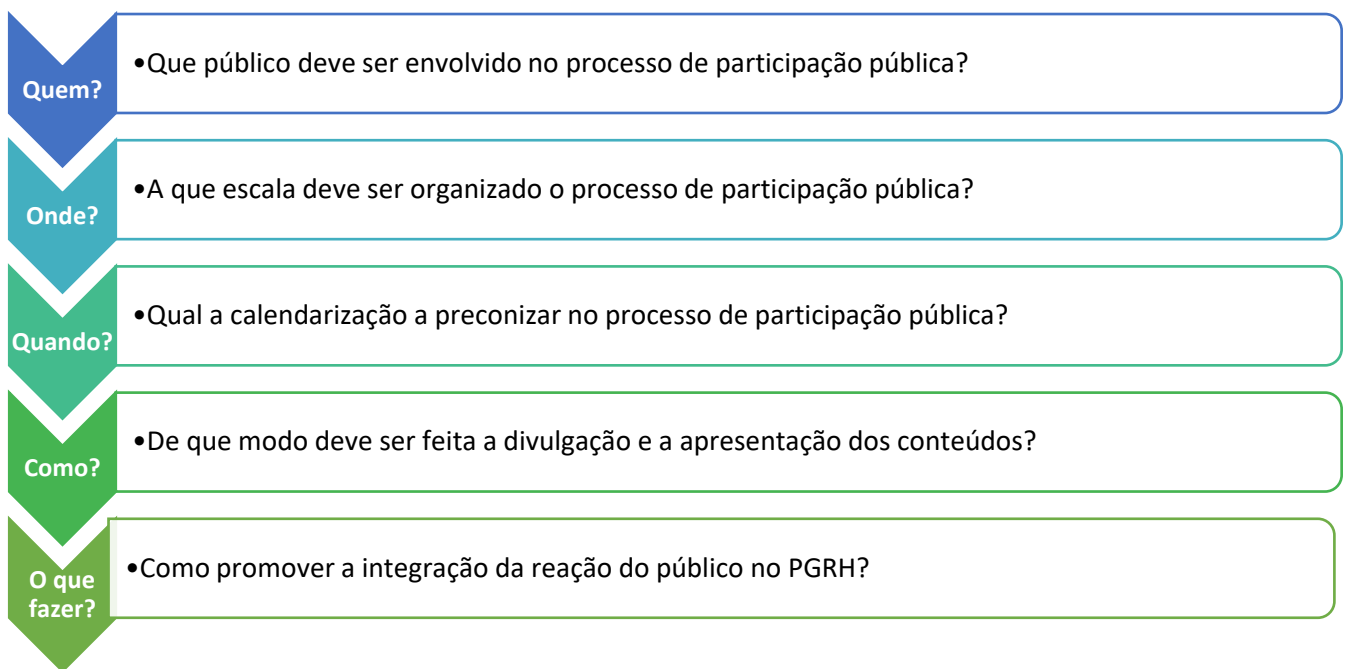 Quem?
•Que público deve ser envolvido no processo de participação pública?
Onde?
•A que escala deve ser organizado o processo de participação pública?
Quando?
•Qual a calendarização a preconizar no processo de participação pública?
Como?
•De que modo deve ser feita a divulgação e a apresentação dos conteúdos?
O que
fazer?
•Como promover a integração da reação do público no PGRH?